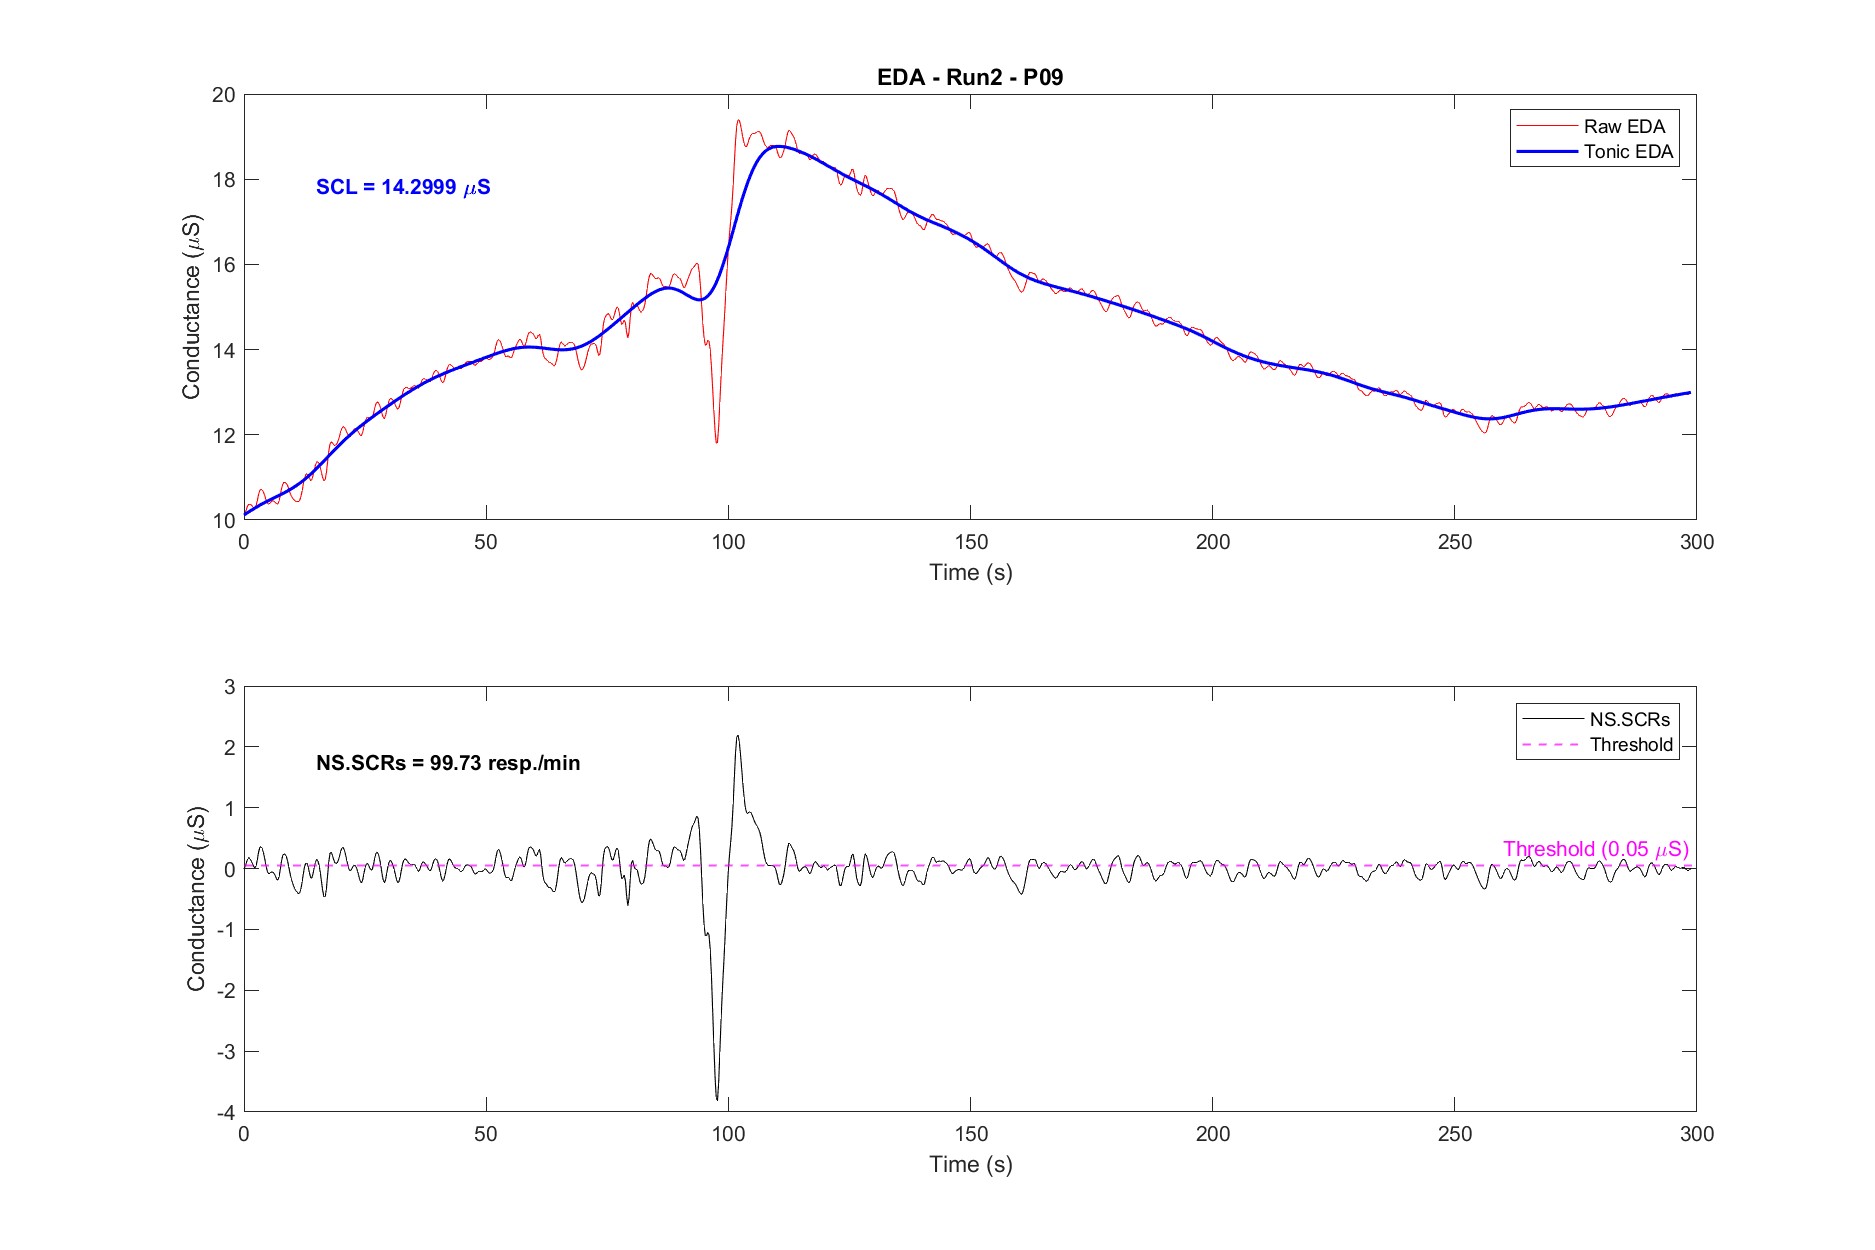 EDA - Run2 - P09
20
18
16
14
12
10
Conductance (μS)
SCL = 14.2999 μS
Raw EDA
Tonic EDA
0 50 100 150 200 250 300
Time (s)
3
2
1
0
-1
-2
-3
-4
Conductance (μS)
NS.SCRs = 99.73 resp./min
NS.SCRs
Threshold
Threshold (0.05 μS)
0 50 100 150 200 250 300
Time (s)